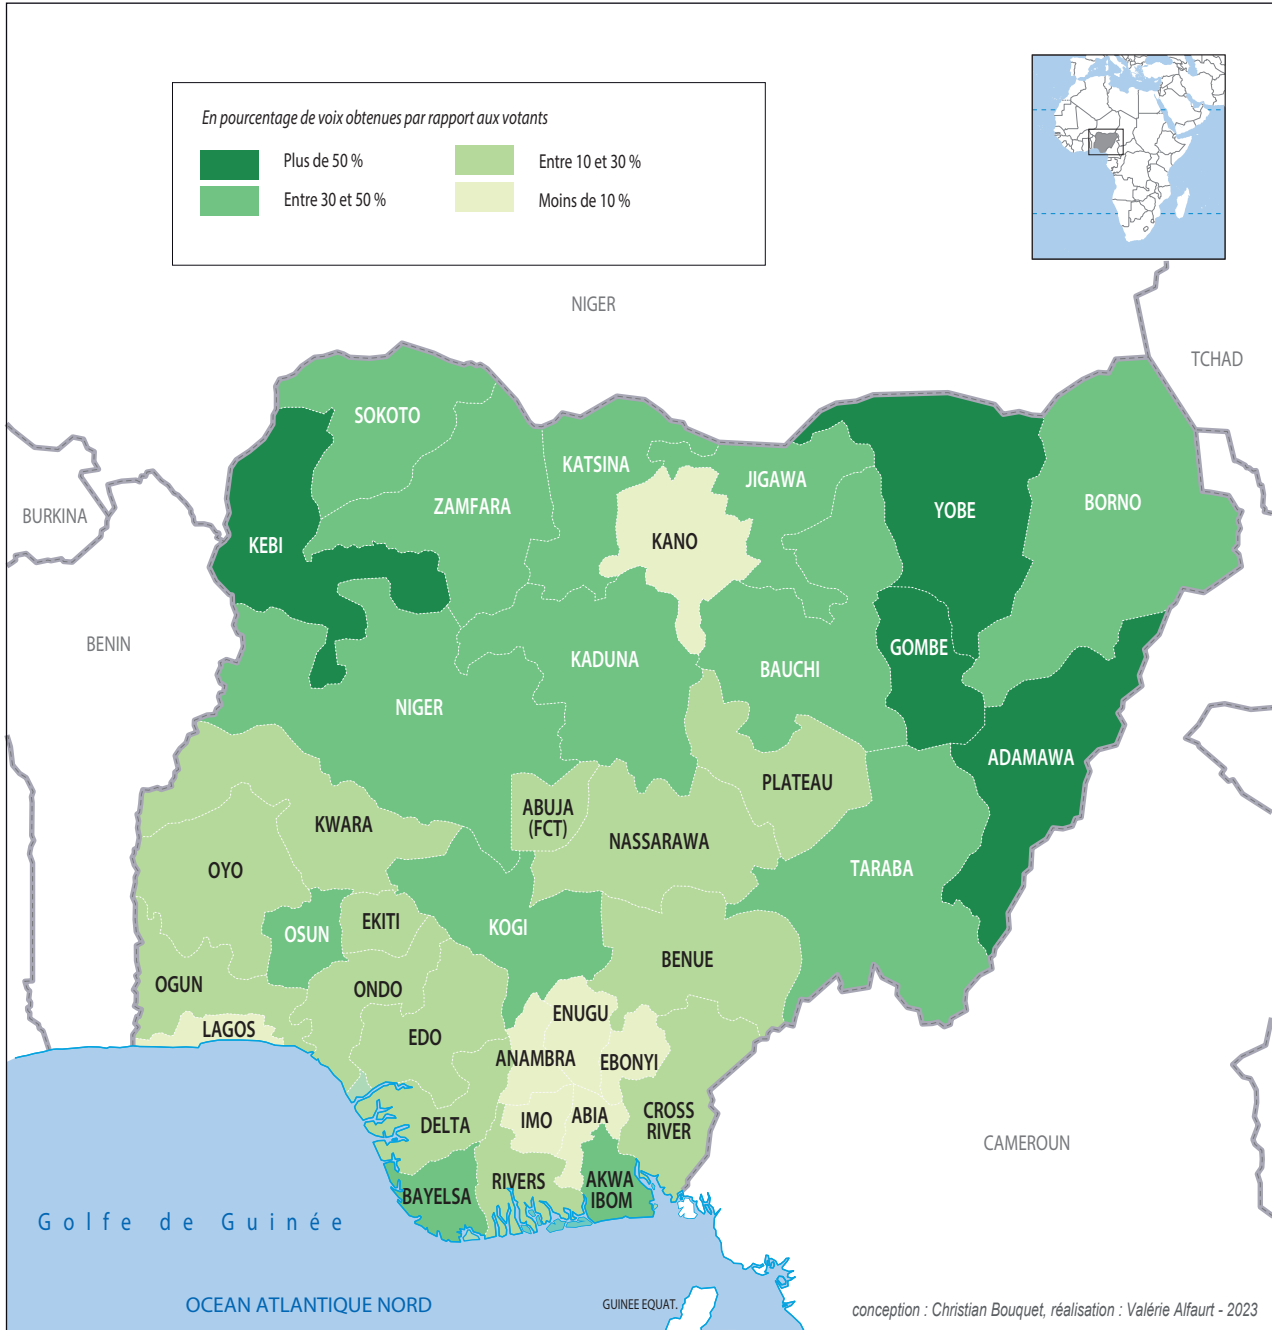 En pourcentage de voix obtenues par rapport aux votants
Plus de 50 %
Entre 10 et 30 %
Entre 30 et 50 %
Moins de 10 %
NIGER
TCHAD
SOKOTO
KATSINA
JIGAWA
ZAMFARA
YOBE
BORNO
BURKINA
KEBI
KANO
BENIN
GOMBE
KADUNA
BAUCHI
NIGER
ADAMAWA
PLATEAU
ABUJA
(FCT)
KWARA
NASSARAWA
OYO
TARABA
EKITI
OSUN
KOGI
BENUE
OGUN
ONDO
ENUGU
LAGOS
EDO
ANAMBRA
EBONYI
CROSS
RIVER
DELTA
IMO
ABIA
CAMEROUN
RIVERS
AKWA
IBOM
BAYELSA
Golfe de Guinée
OCEAN ATLANTIQUE NORD
GUINEE EQUAT.
conception : Christian Bouquet, réalisation : Valérie Alfaurt - 2023